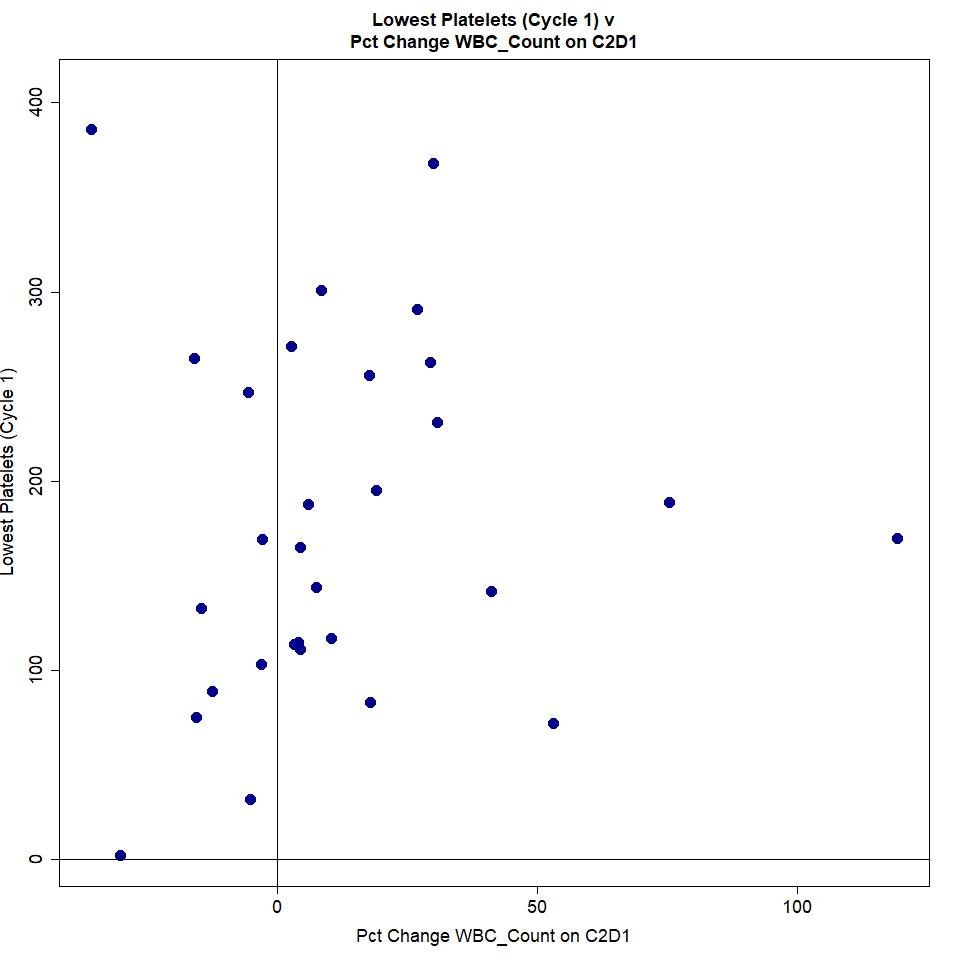 Lowest Platelets (Cycle 1) v
Pct Change WBC_Count on C2D1
400
300
200
100
0
Lowest Platelets (Cycle 1)
0
50
100
Pct Change WBC_Count on C2D1